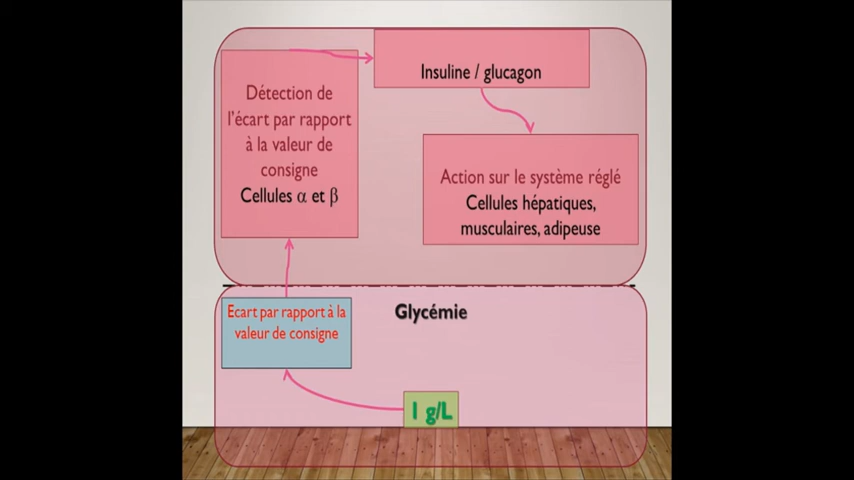 Insuline / glucagon
Détection de
l'écart par rapport
à la valeur de
consigne
Cellules α et β
Action sur le système réglé
Cellules hépatiques,
musculaires, adipeuse
Ecart par rapport à la
valeur de consigne
Glycémie
1 g/L